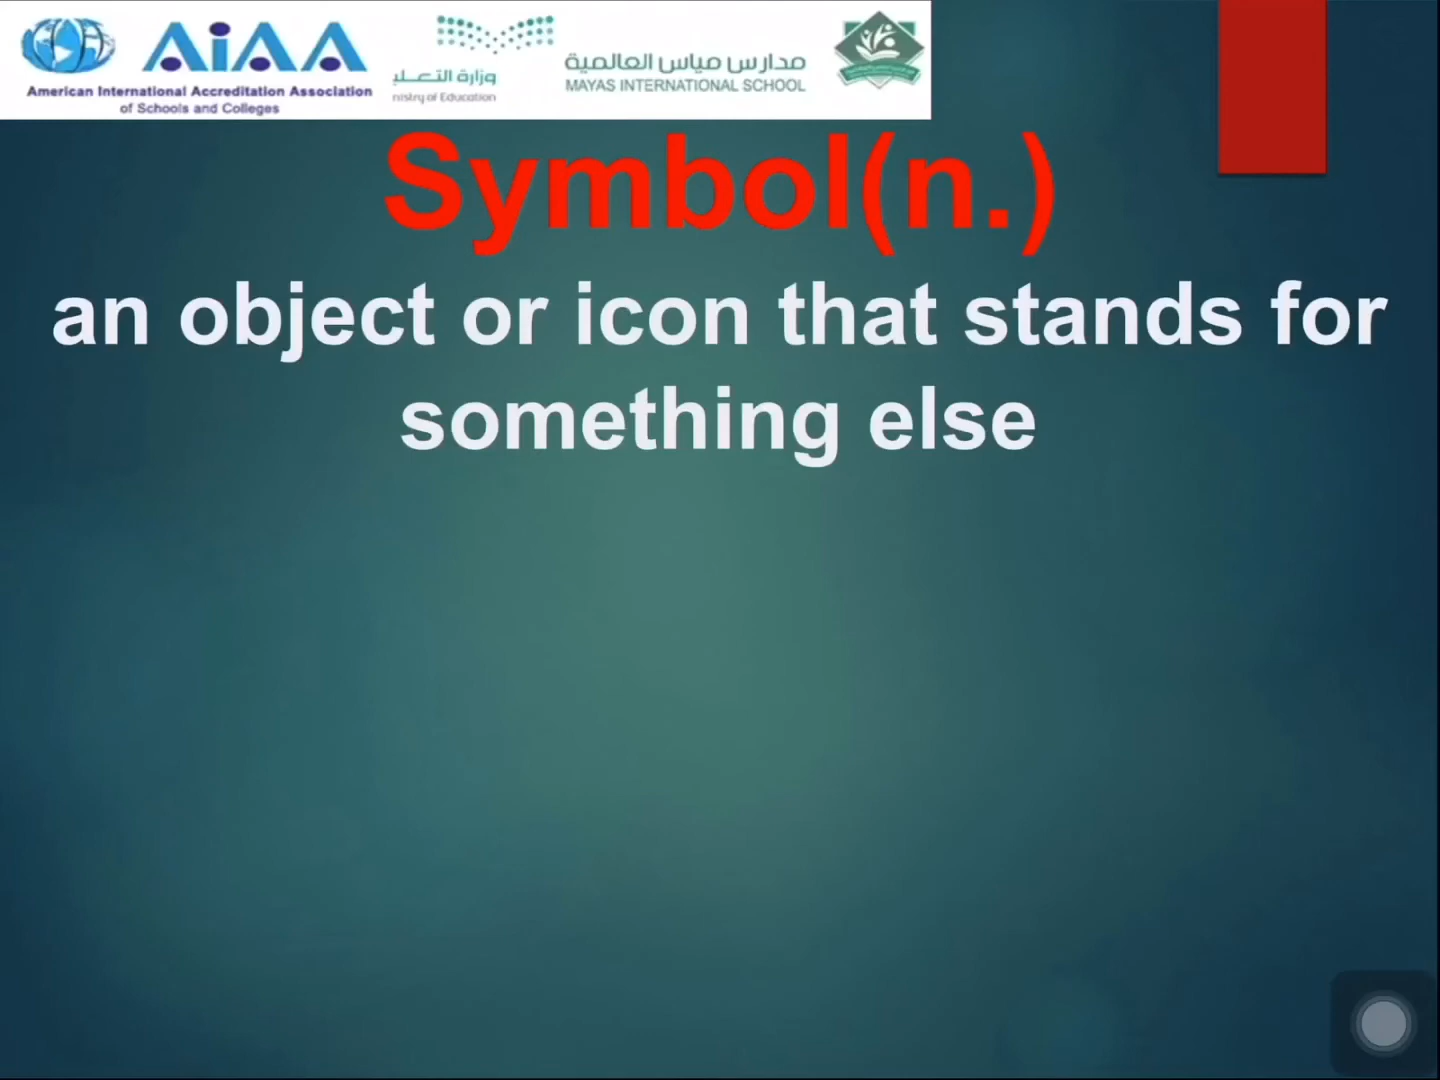 AiAA
American International Accreditation Association
of Schools and Colleges
وزارة التعلي
nistry of Education
مدارس مياس العالمية
MAYAS INTERNATIONAL SCHOOL
Symbol(n.)
an object or icon that stands for
something else